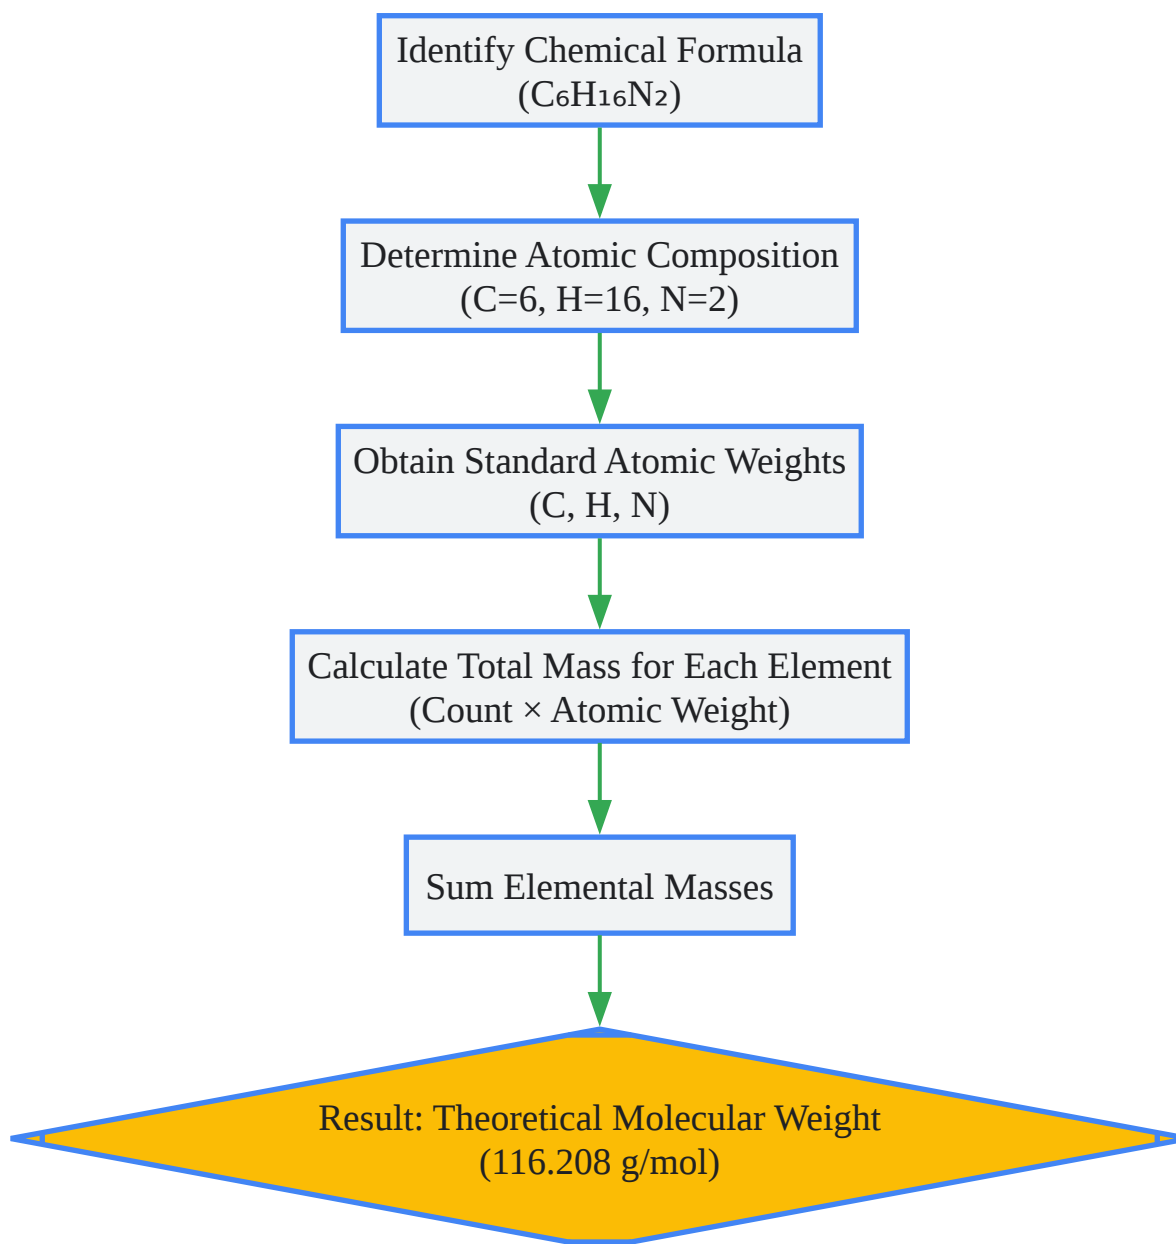 Identify Chemical Formula
(C₆H₁₆N₂)
Determine Atomic Composition
(C=6, H=16, N=2)
Obtain Standard Atomic Weights
(C, H, N)
Calculate Total Mass for Each Element
(Count × Atomic Weight)
Sum Elemental Masses
Result: Theoretical Molecular Weight
(116.208 g/mol)